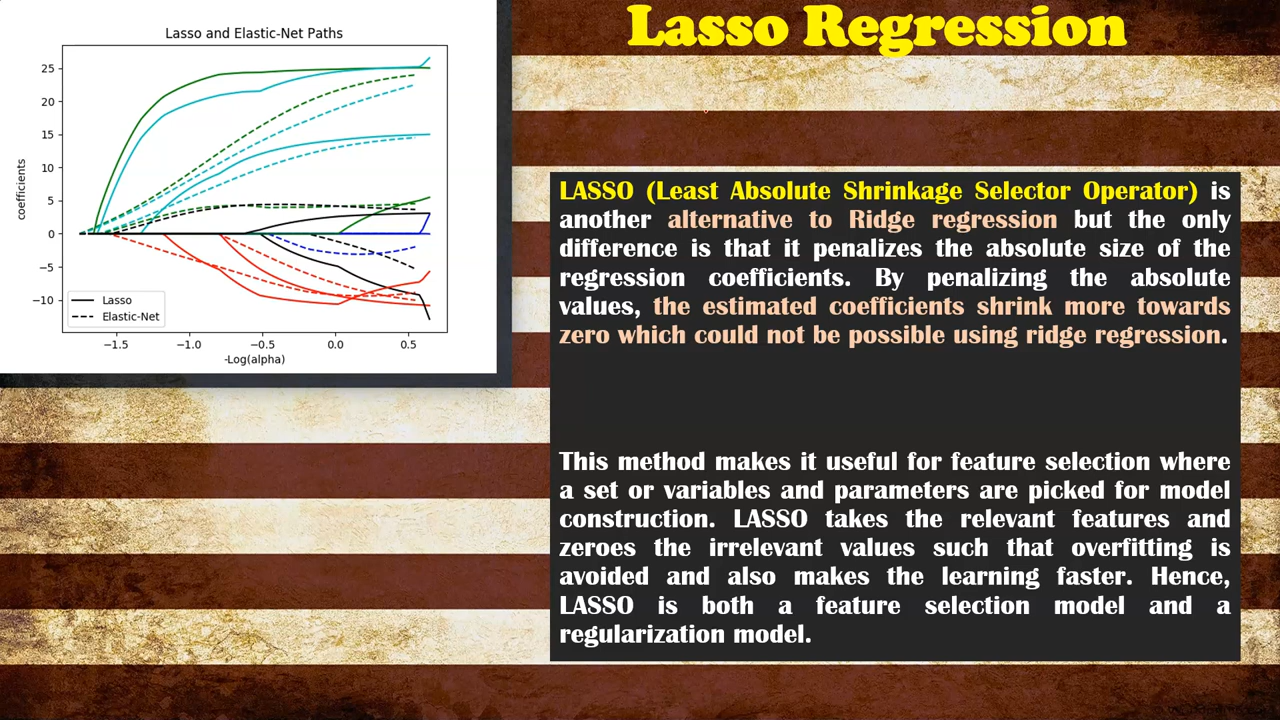 Lasso Regression
Lasso and Elastic-Net Paths
25
20
15
10
5
0
−5
−10
coefficients
Lasso
Elastic-Net
−1.5 −1.0 −0.5 0.0 0.5
-Log(alpha)
LASSO (Least Absolute Shrinkage Selector Operator) is
another alternative to Ridge regression but the only
difference is that it penalizes the absolute size of the
regression coefficients. By penalizing the absolute
values, the estimated coefficients shrink more towards
zero which could not be possible using ridge regression.
This method makes it useful for feature selection where
a set or variables and parameters are picked for model
construction. LASSO takes the relevant features and
zeroes the irrelevant values such that overfitting is
avoided and also makes the learning faster. Hence,
LASSO is both a feature selection model and a
regularization model.